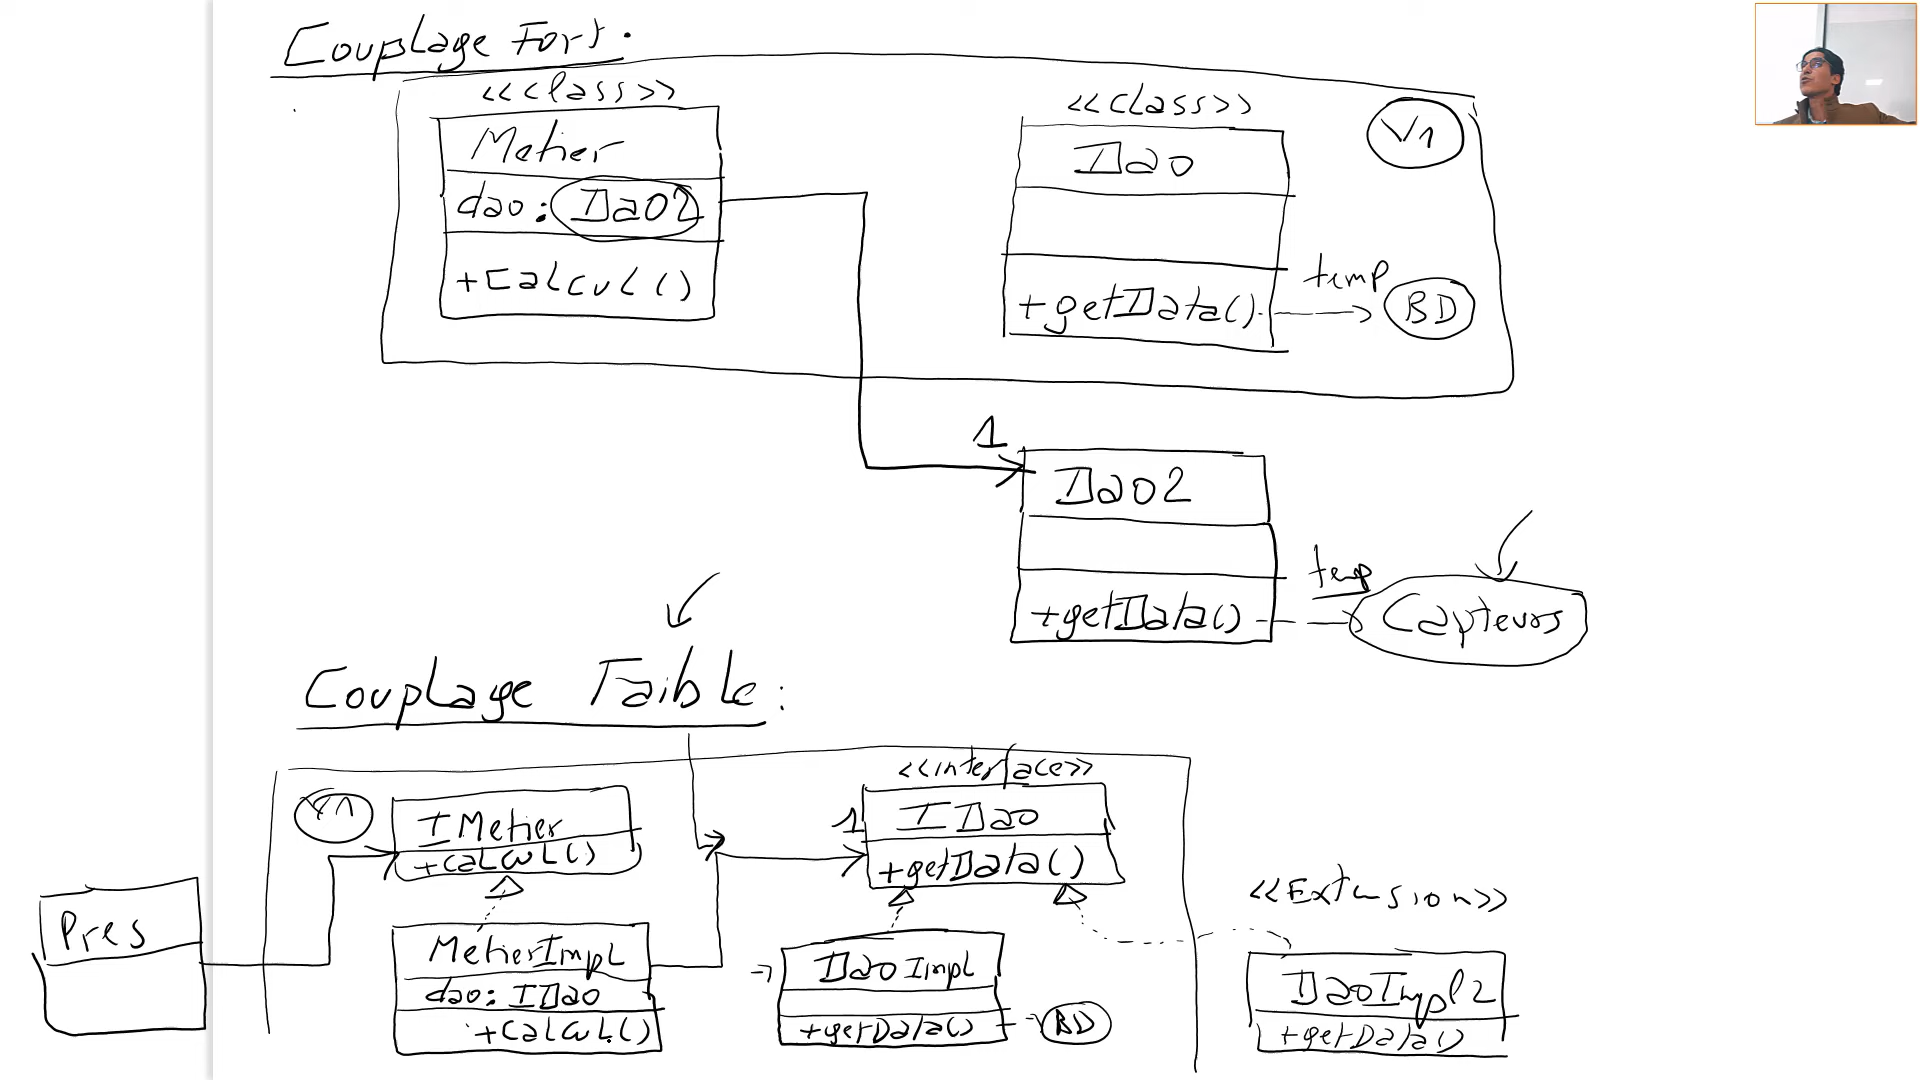 Couplage Fort.
<<class>>
Metier
dao: Dao2
+Calcul()
<<class>>
Dao
+getData()
temp
BD
V1
1
Dao2
+getData()
temp
Capteurs
Couplage Faible:
V1
IMetier
+calcul()
Pres
MetierImpl
dao: IDao
+calcul()
<<interface>>
1
IDao
+getData()
DaoImpl
+getData()
BD
<<Extension>>
DaoImpl2
+getData()